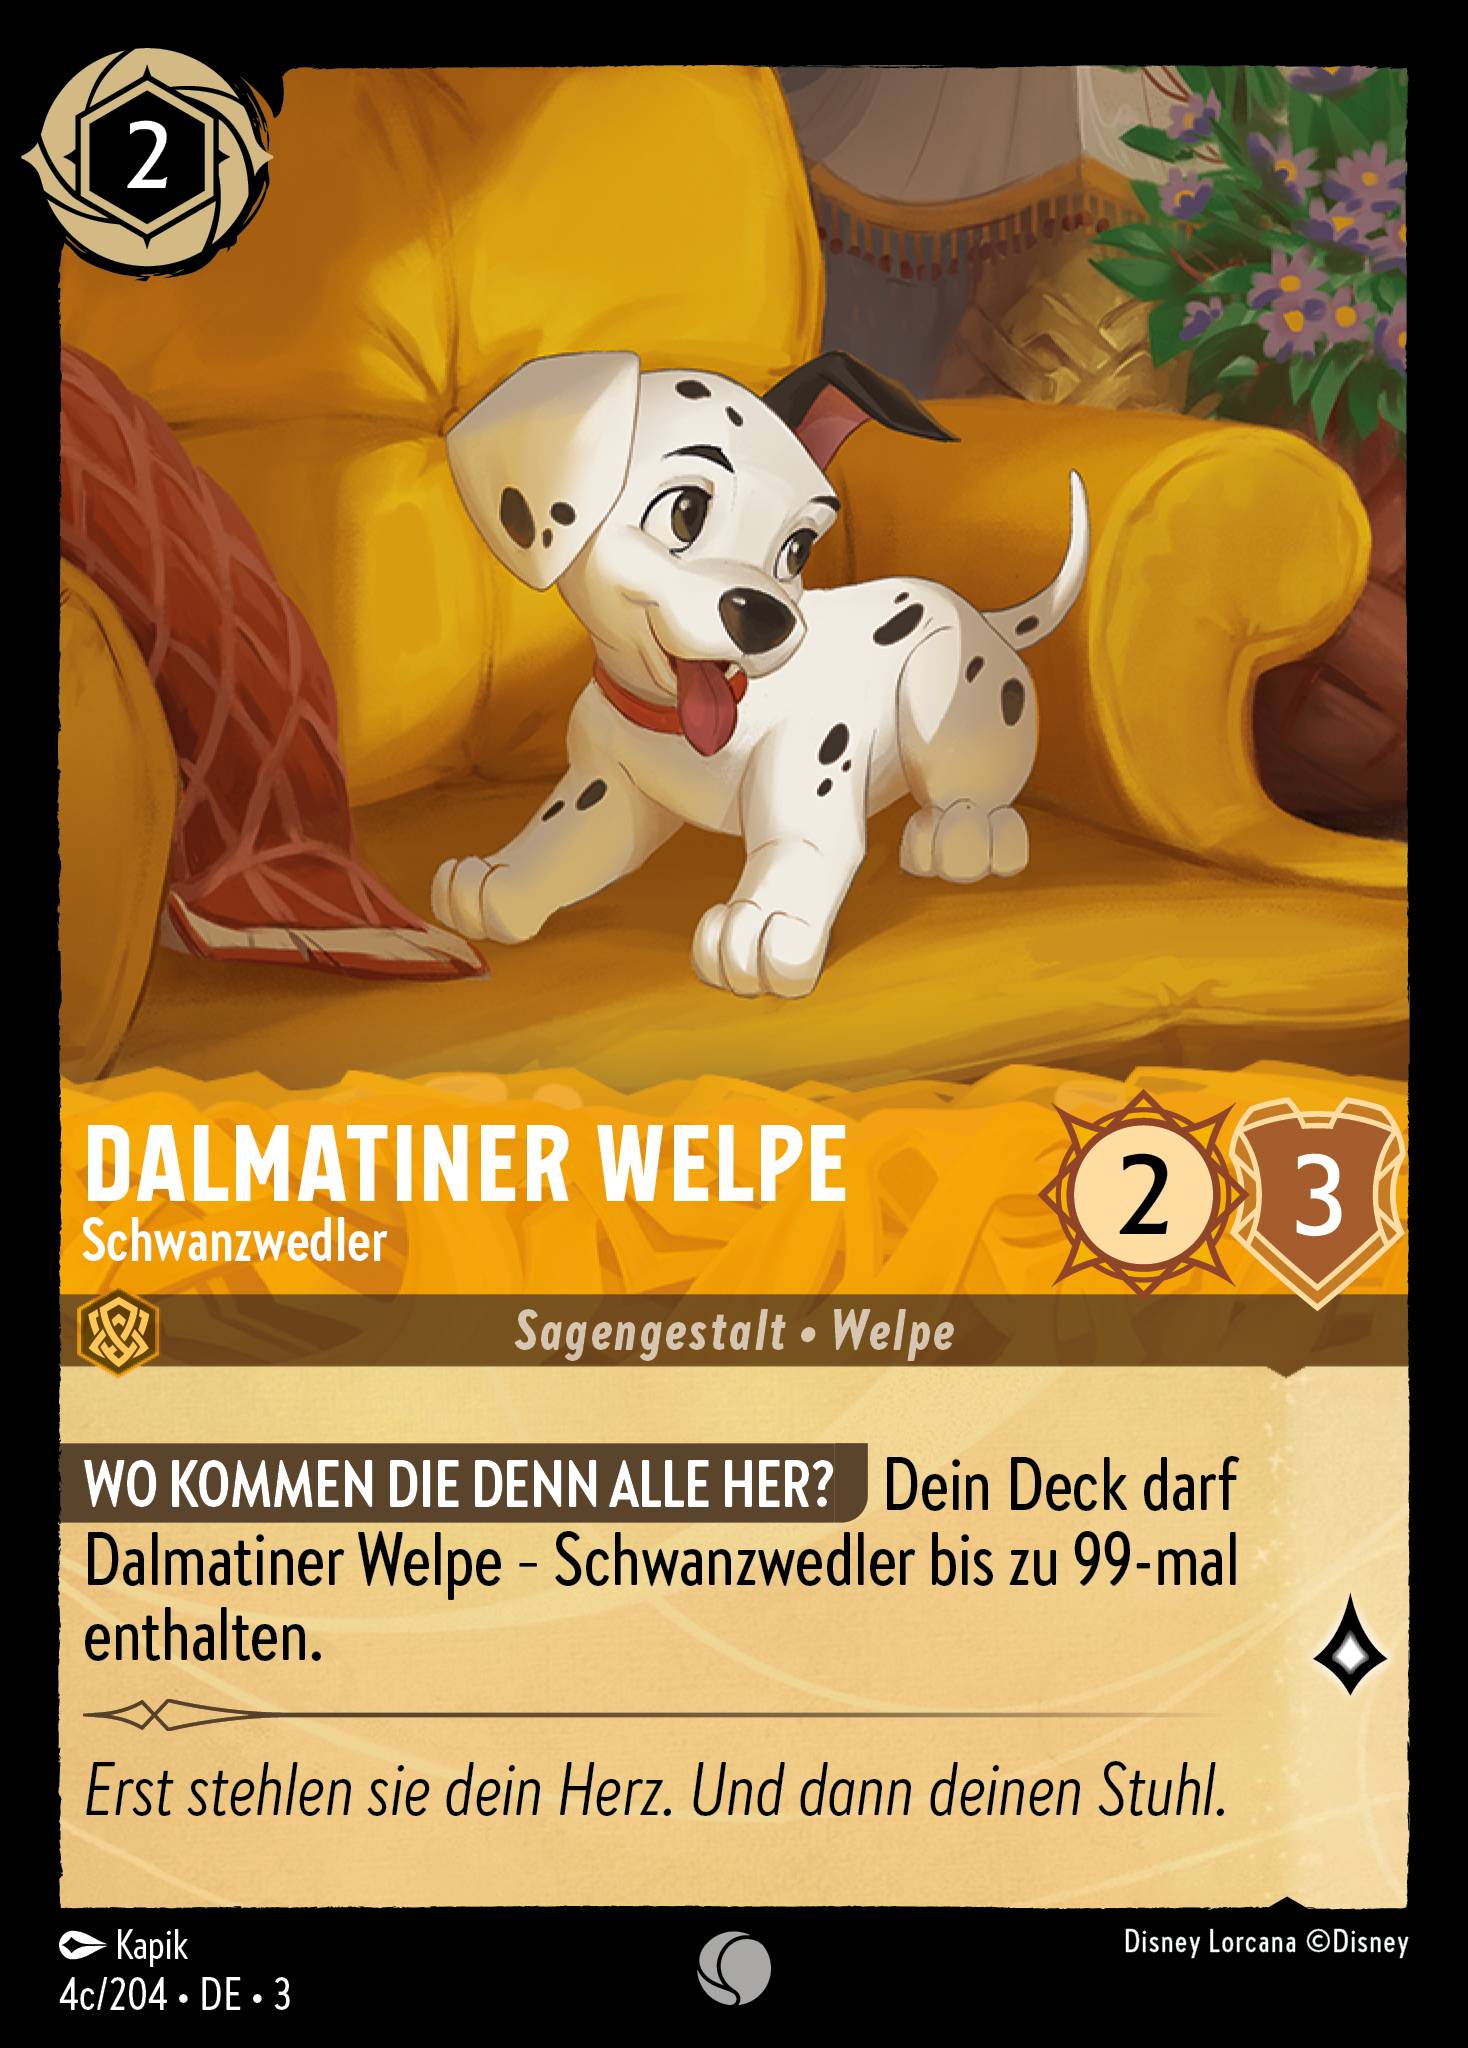 2
DALMATINER WELPE
Schwanzwedler
2
3
Sagengestalt • Welpe
WO KOMMEN DIE DENN ALLE HER? Dein Deck darf
Dalmatiner Welpe – Schwanzwedler bis zu 99-mal
enthalten.
Erst stehlen sie dein Herz. Und dann deinen Stuhl.
Kapik
Disney Lorcana ©Disney
4c/204 • DE • 3